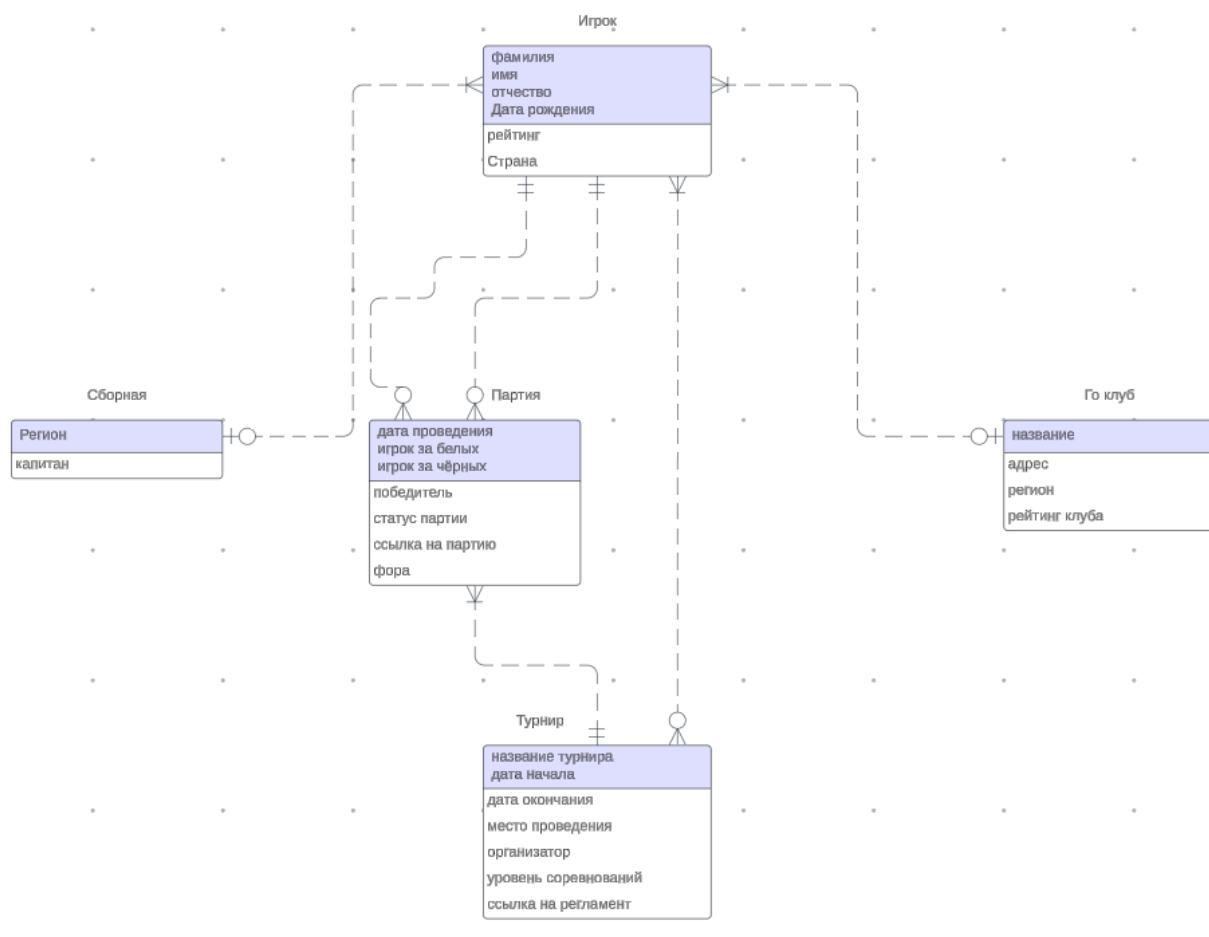 Игрок
фамилия
имя
отчество
Дата рождения
рейтинг
Страна
Сборная
Регион
капитан
Партия
дата проведения
игрок за белых
игрок за чёрных
победитель
статус партии
ссылка на партию
фора
Го клуб
название
адрес
регион
рейтинг клуба
Турнир
название турнира
дата начала
дата окончания
место проведения
организатор
уровень соревнований
ссылка на регламент